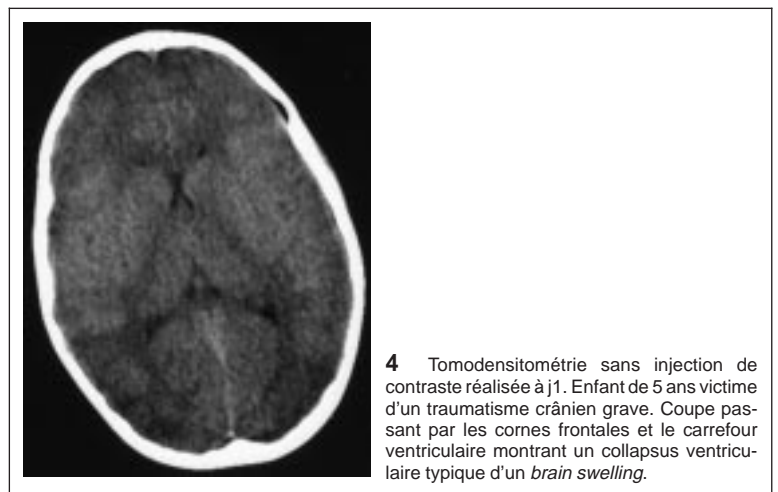 4 Tomodensitométrie sans injection de
contraste réalisée à j1. Enfant de 5 ans victime
d'un traumatisme crânien grave. Coupe pas-
sant par les cornes frontales et le carrefour
ventriculaire montrant un collapsus ventricu-
laire typique d'un brain swelling.